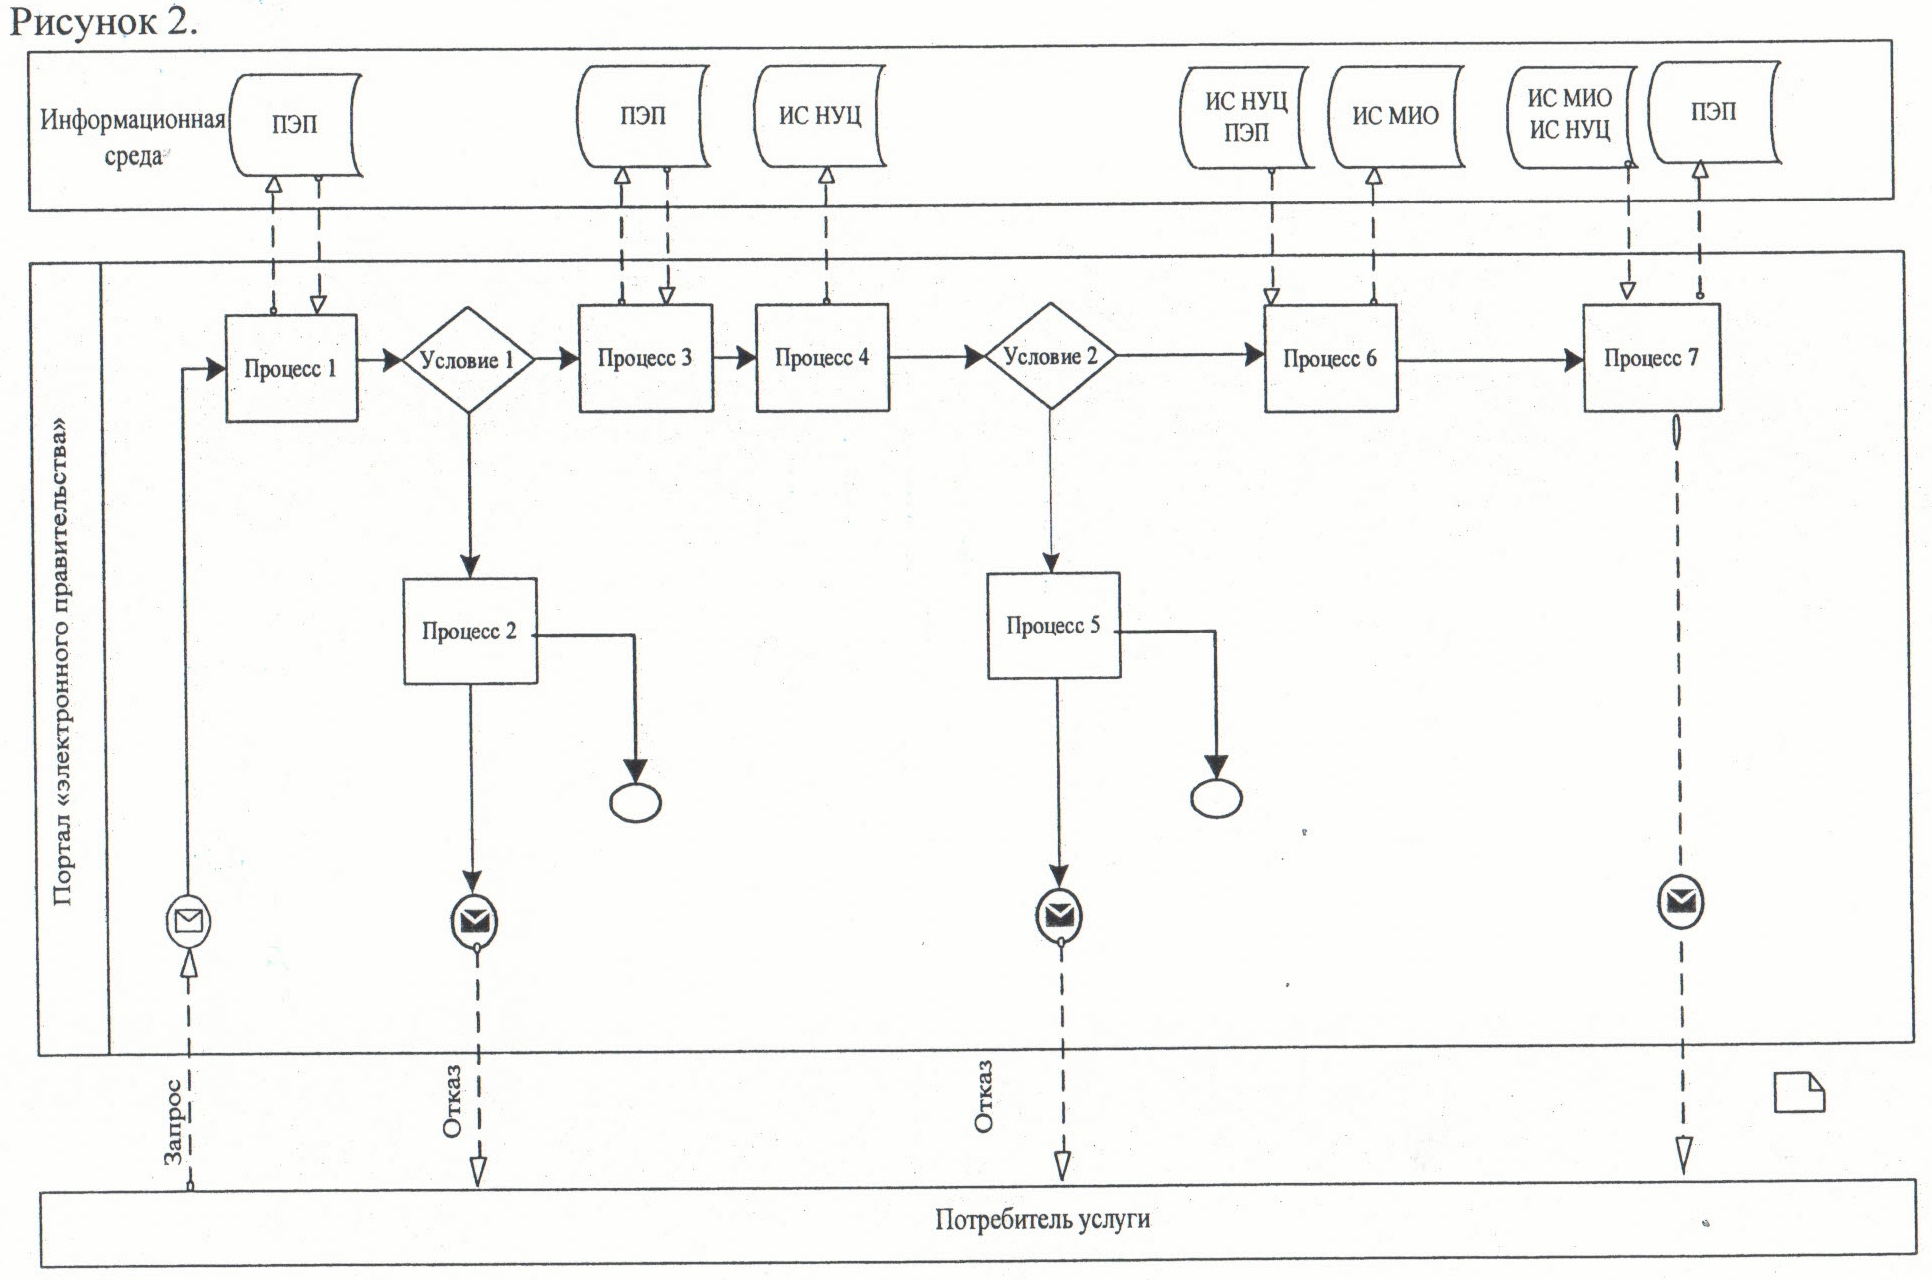 Рисунок 2.
Информационная
среда
ПЭП
ПЭП
ИС НУЦ
ИС НУЦ
ПЭП
ИС МИО
ИС МИО
ИС НУЦ
ПЭП
Портал «электронного правительства»
Процесс 1
Условие 1
Процесс 3
Процесс 4
Условие 2
Процесс 6
Процесс 7
Процесс 2
Процесс 5
Запрос
Отказ
Отказ
Потребитель услуги